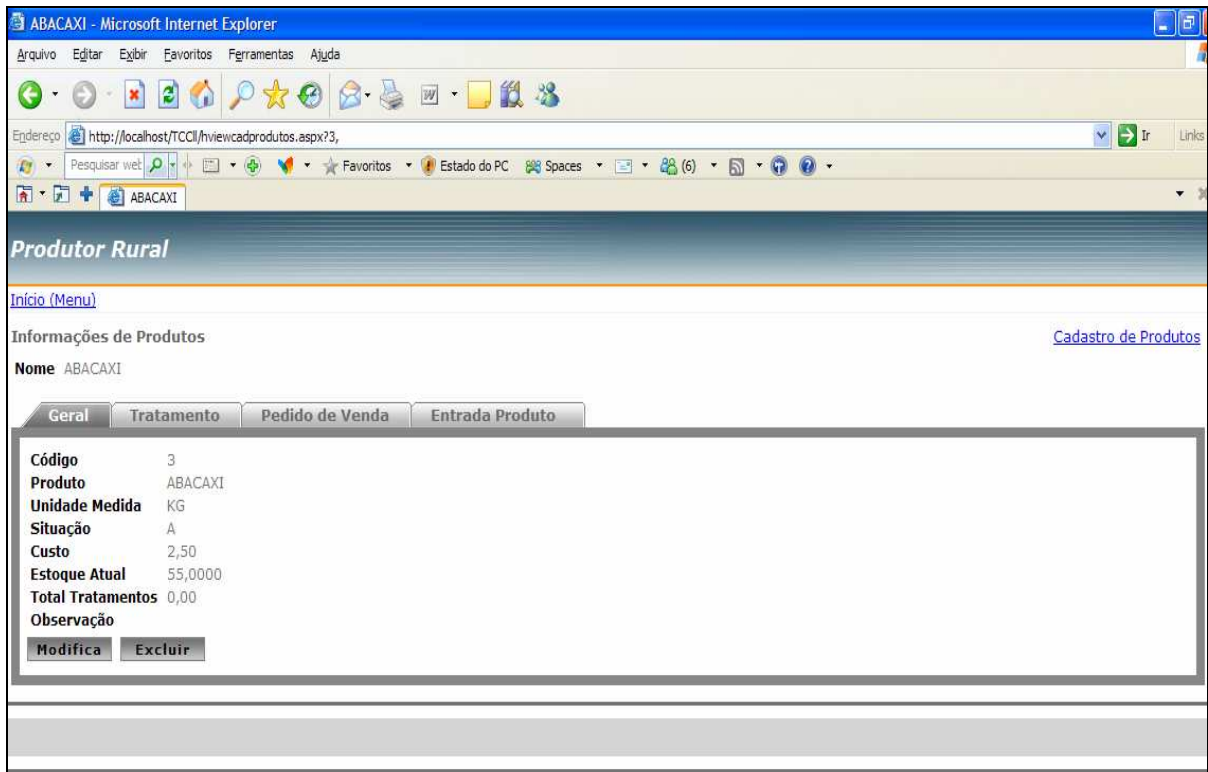 ABACAXI - Microsoft Internet Explorer
Arquivo Editar Exibir Favoritos Ferramentas Ajuda
Endereço http://localhost/TCCII/hviewcadprodutos.aspx?3, Ir Links
Pesquisar web Favoritos Estado do PC Spaces (6)
ABACAXI
Produtor Rural
Início (Menu)
Informações de Produtos Cadastro de Produtos
Nome ABACAXI
Geral Tratamento Pedido de Venda Entrada Produto
Código 3
Produto ABACAXI
Unidade Medida KG
Situação A
Custo 2,50
Estoque Atual 55,0000
Total Tratamentos 0,00
Observação
Modifica Excluir